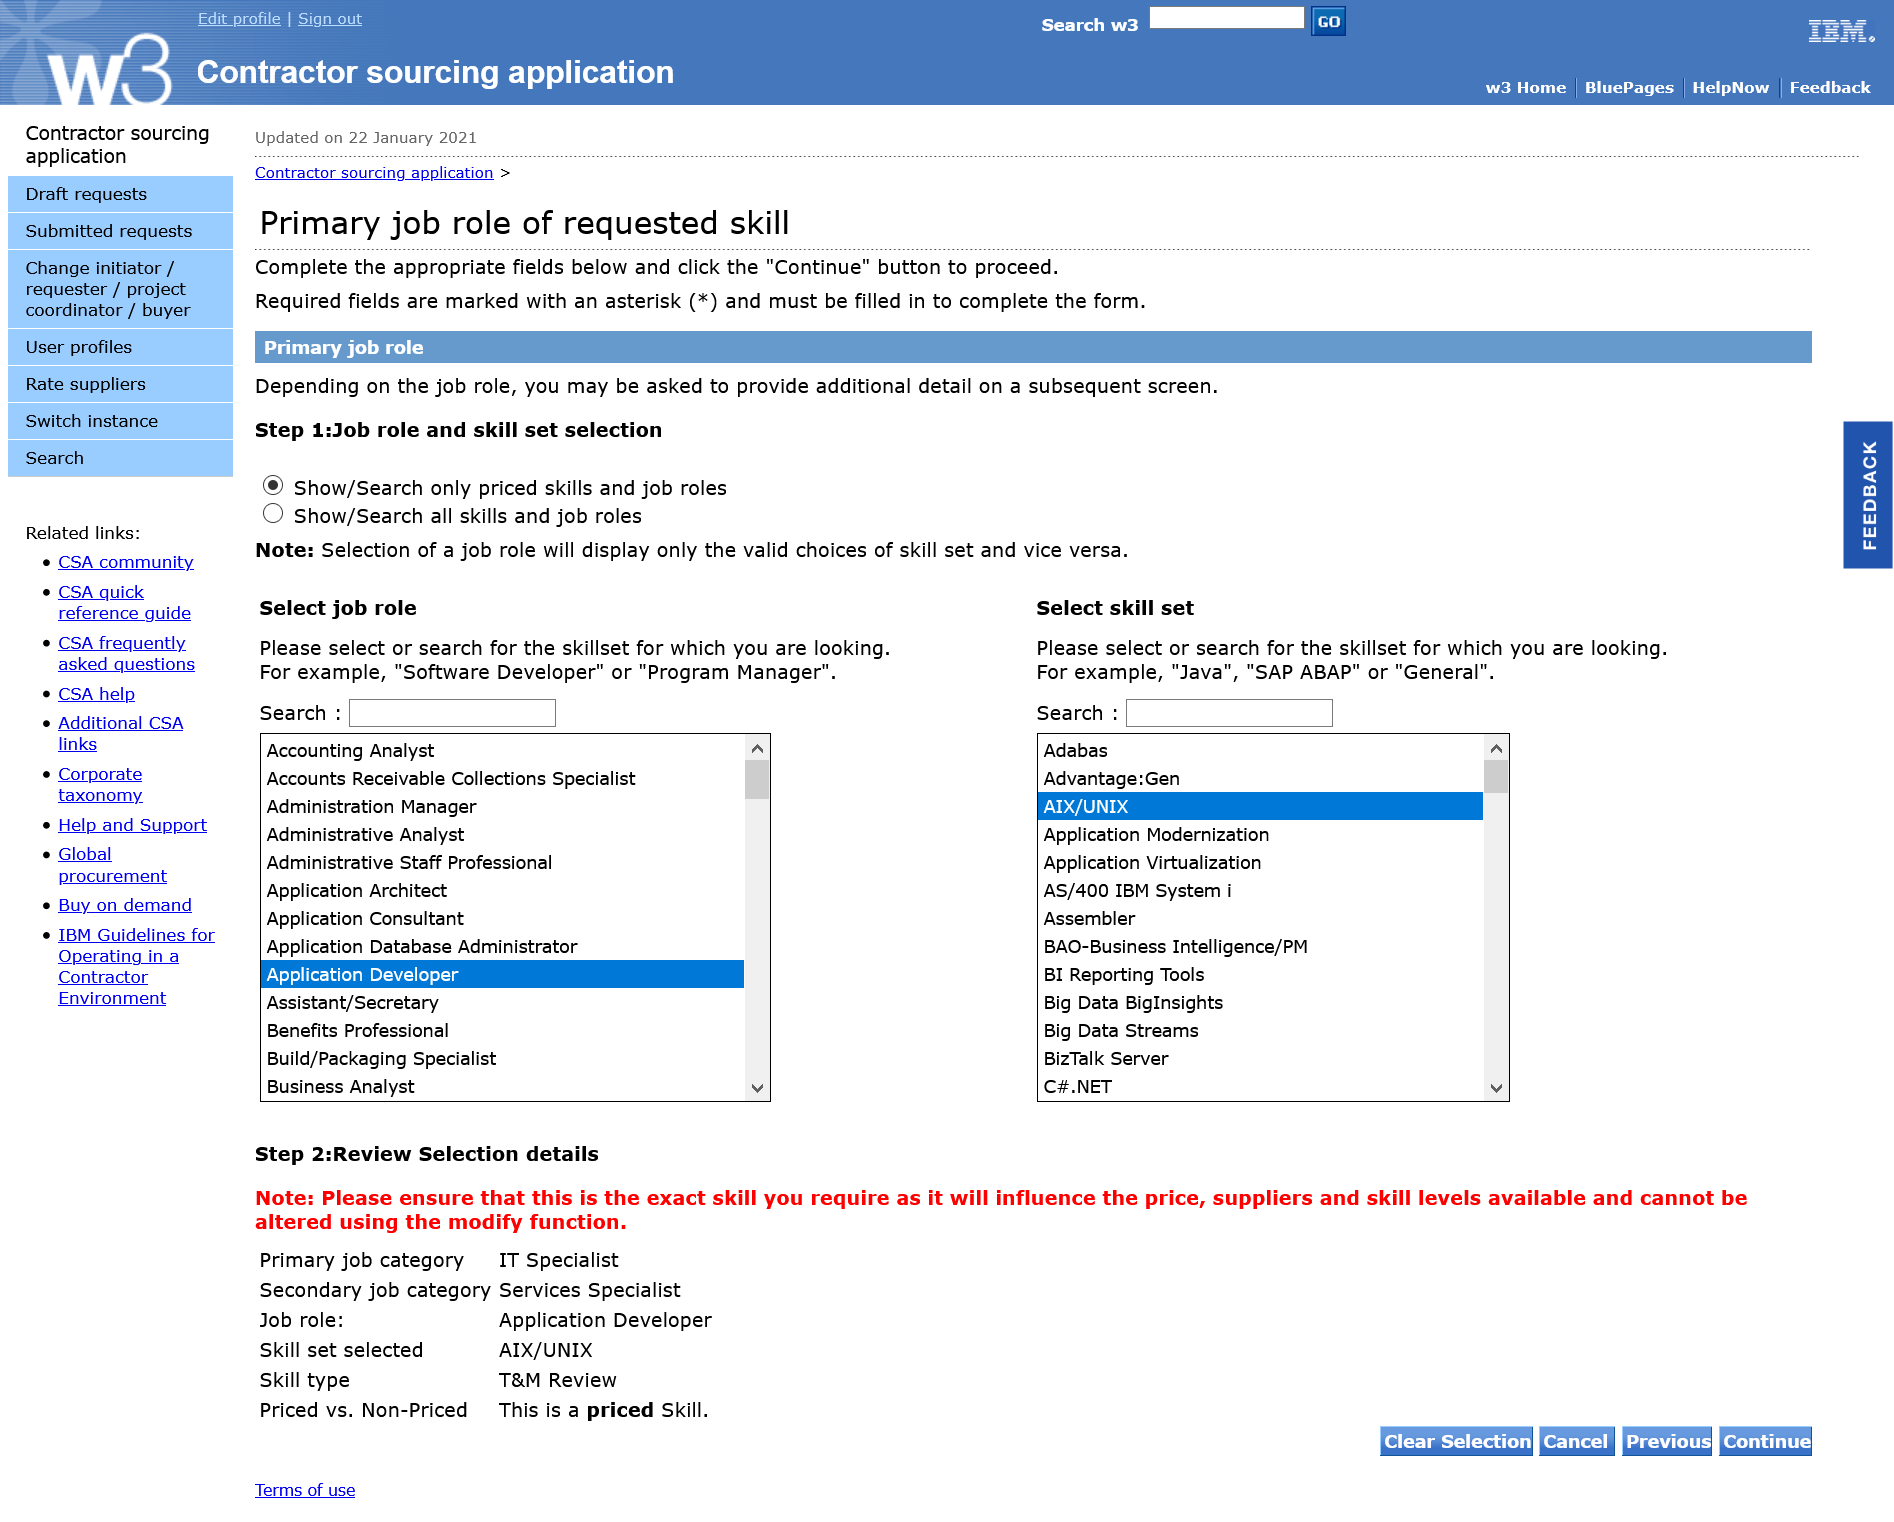 Edit profile | Sign out
Search w3
GO
IBM.
w3
Contractor sourcing application
w3 Home
BluePages
HelpNow
Feedback
Contractor sourcing
application
Draft requests
Submitted requests
Change initiator /
requester / project
coordinator / buyer
User profiles
Rate suppliers
Switch instance
Search
Related links:
CSA community
CSA quick
reference guide
CSA frequently
asked questions
CSA help
Additional CSA
links
Corporate
taxonomy
Help and Support
Global
procurement
Buy on demand
IBM Guidelines for
Operating in a
Contractor
Environment
Updated on 22 January 2021
Contractor sourcing application >
Primary job role of requested skill
Complete the appropriate fields below and click the "Continue" button to proceed.
Required fields are marked with an asterisk (*) and must be filled in to complete the form.
Primary job role
Depending on the job role, you may be asked to provide additional detail on a subsequent screen.
Step 1:Job role and skill set selection
Show/Search only priced skills and job roles
Show/Search all skills and job roles
Note: Selection of a job role will display only the valid choices of skill set and vice versa.
Select job role
Please select or search for the skillset for which you are looking.
For example, "Software Developer" or "Program Manager".
Search :
Accounting Analyst
Accounts Receivable Collections Specialist
Administration Manager
Administrative Analyst
Administrative Staff Professional
Application Architect
Application Consultant
Application Database Administrator
Application Developer
Assistant/Secretary
Benefits Professional
Build/Packaging Specialist
Business Analyst
Select skill set
Please select or search for the skillset for which you are looking.
For example, "Java", "SAP ABAP" or "General".
Search :
Adabas
Advantage:Gen
AIX/UNIX
Application Modernization
Application Virtualization
AS/400 IBM System i
Assembler
BAO-Business Intelligence/PM
BI Reporting Tools
Big Data BigInsights
Big Data Streams
BizTalk Server
C#.NET
FEEDBACK
Step 2:Review Selection details
Note: Please ensure that this is the exact skill you require as it will influence the price, suppliers and skill levels available and cannot be
altered using the modify function.
Primary job category IT Specialist
Secondary job category Services Specialist
Job role: Application Developer
Skill set selected AIX/UNIX
Skill type T&M Review
Priced vs. Non-Priced This is a priced Skill.
Clear Selection Cancel Previous Continue
Terms of use